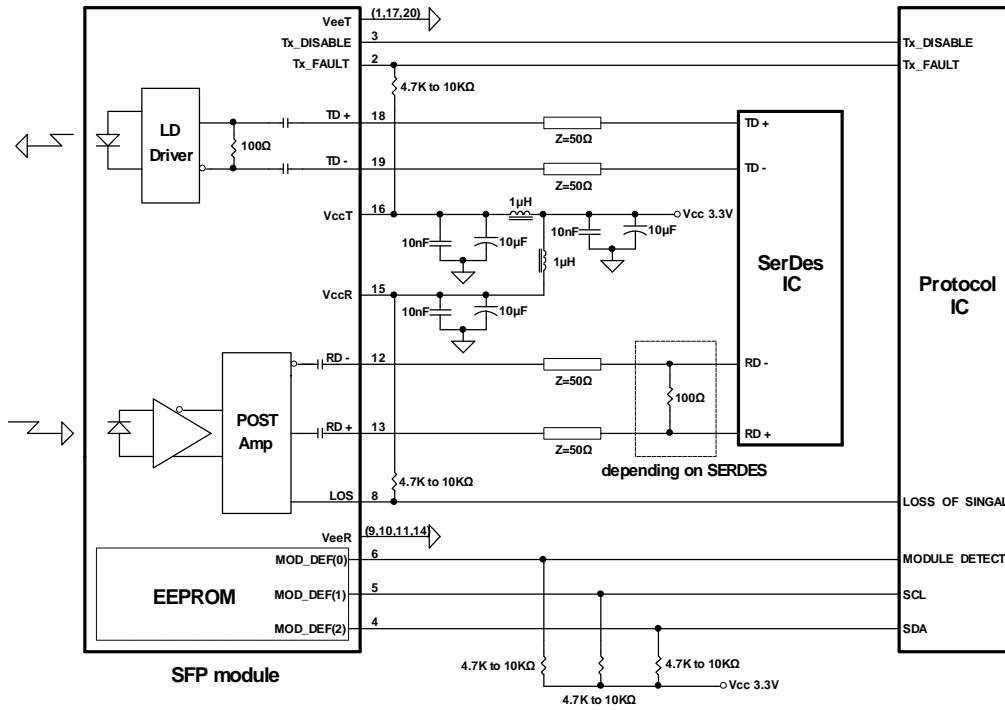 VeeT (1,17,20)
Tx_DISABLE 3 Tx_DISABLE
Tx_FAULT 2 Tx_FAULT
4.7K to 10KΩ
LD
Driver
100Ω
TD + 18 Z=50Ω TD +
TD - 19 Z=50Ω TD -
VccT 16 1μH Vcc 3.3V
10nF 10μF 10nF 10μF
1μH
VccR 15
10nF 10μF
SerDes
IC
Protocol
IC
RD - 12 Z=50Ω RD -
100Ω
POST
Amp
RD + 13 Z=50Ω RD +
depending on SERDES
4.7K to 10KΩ
LOS 8 LOSS OF SINGAL
VeeR (9,10,11,14)
MOD_DEF(0) 6 MODULE DETECT
EEPROM
MOD_DEF(1) 5 SCL
MOD_DEF(2) 4 SDA
4.7K to 10KΩ 4.7K to 10KΩ
SFP module
Vcc 3.3V
4.7K to 10KΩ